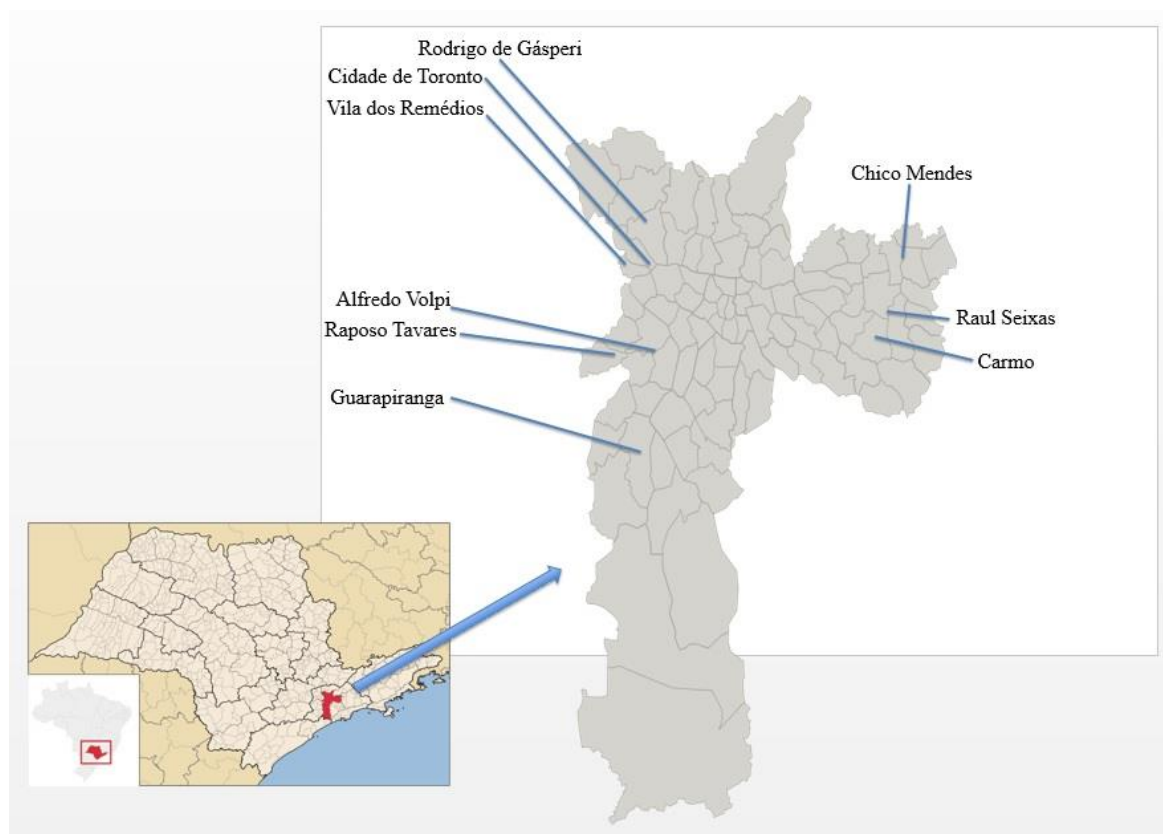 Rodrigo de Gásperi
Cidade de Toronto
Vila dos Remédios
Chico Mendes
Alfredo Volpi
Raposo Tavares
Raul Seixas
Carmo
Guarapiranga